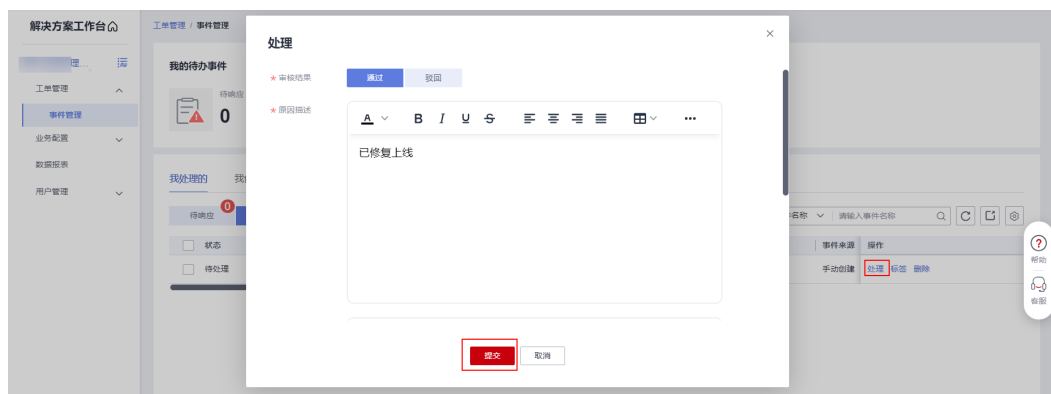 解决方案工作台
工单管理 / 事件管理
理...
工单管理
事件管理
业务配置
数据报表
用户管理
我的待办事件
待响应
0
我处理的
待响应
0
状态
待处理
处理
* 审核结果
通过
驳回
* 原因描述
A B I U S
已修复上线
提交
取消
名称
请输入事件名称
事件来源
操作
手动创建
处理 标签 删除
?
帮助
客服